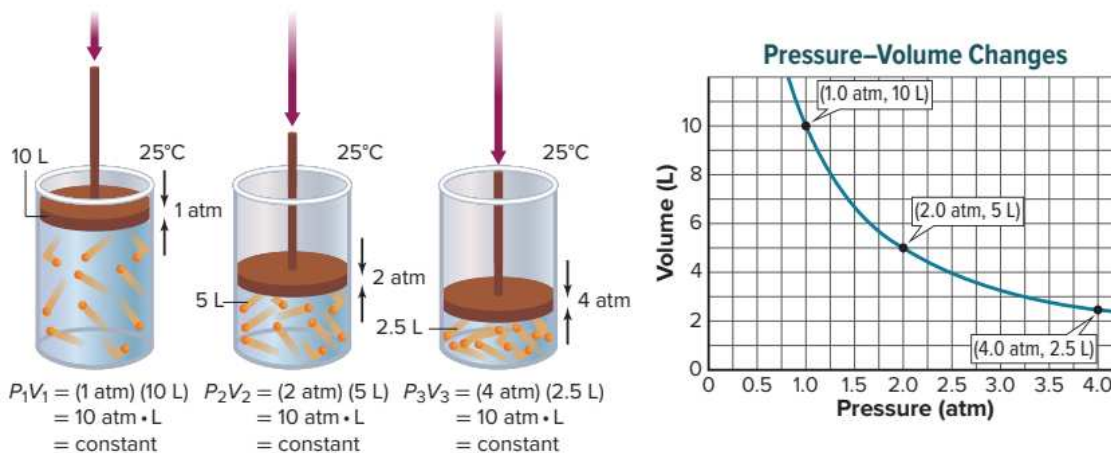 10 L
25°C
1 atm
P₁V₁ = (1 atm) (10 L)
= 10 atm • L
= constant
25°C
2 atm
5 L
P₂V₂ = (2 atm) (5 L)
= 10 atm • L
= constant
25°C
4 atm
2.5 L
P₃V₃ = (4 atm) (2.5 L)
= 10 atm • L
= constant
Pressure–Volume Changes
(1.0 atm, 10 L)
(2.0 atm, 5 L)
(4.0 atm, 2.5 L)
Volume (L)
10
8
6
4
2
0
0 0.5 1.0 1.5 2.0 2.5 3.0 3.5 4.0
Pressure (atm)